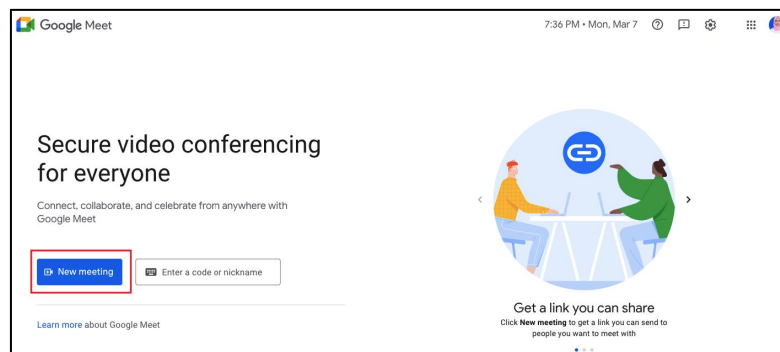 Google Meet
7:36 PM • Mon, Mar 7
Secure video conferencing
for everyone
Connect, collaborate, and celebrate from anywhere with
Google Meet
New meeting
Enter a code or nickname
Learn more about Google Meet
Get a link you can share
Click New meeting to get a link you can send to
people you want to meet with